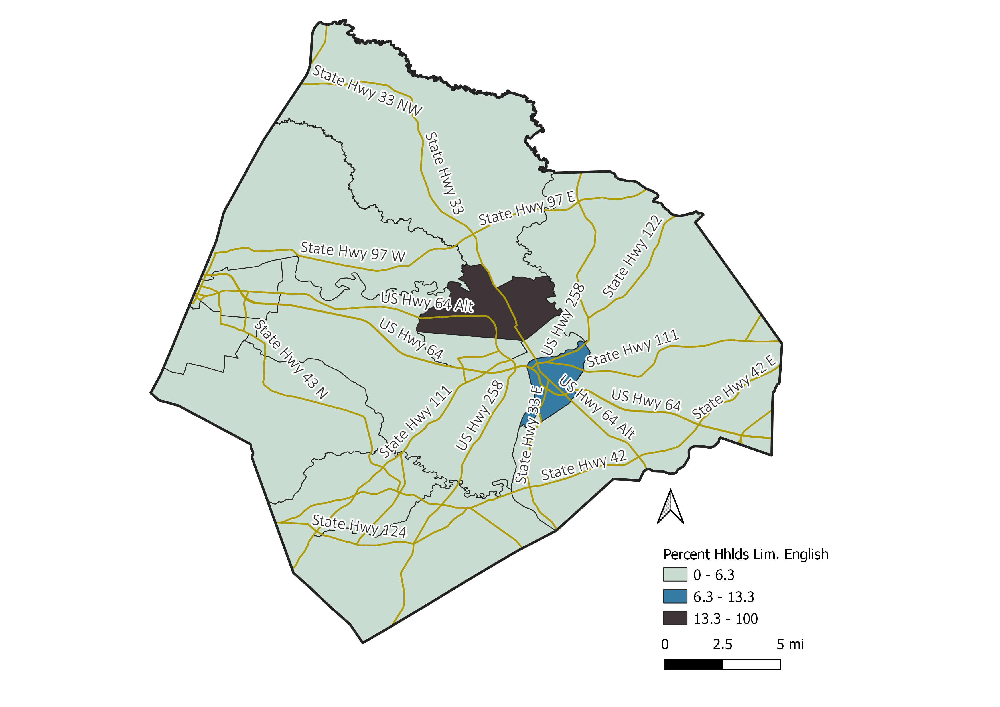 State Hwy 33 NW
State Hwy 33
State Hwy 97 E
State Hwy 122
State Hwy 97 W
US Hwy 64 Alt
US Hwy 258
US Hwy 64
State Hwy 111
State Hwy 43 N
State Hwy 42 E
US Hwy 64 Alt
US Hwy 64
State Hwy 111
US Hwy 258
State Hwy 33 E
State Hwy 42
State Hwy 124
Percent Hhlds Lim. English
0 - 6.3
6.3 - 13.3
13.3 - 100
0 2.5 5 mi